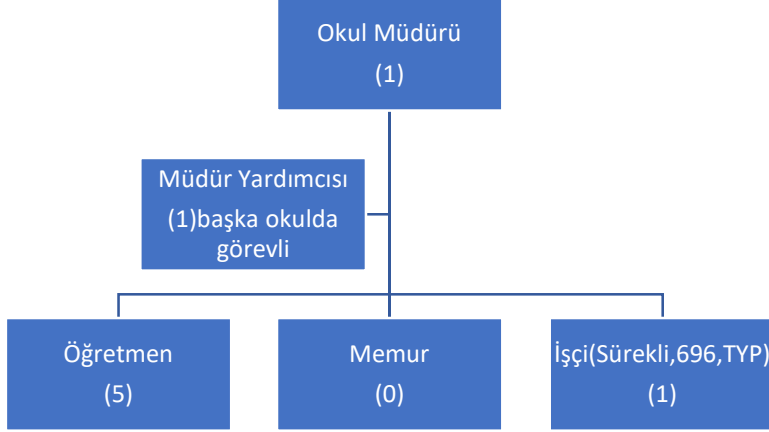 Okul Müdürü
(1)
Müdür Yardımcısı
(1)başka okulda
görevli
Öğretmen
(5)
Memur
(0)
İşçi(Sürekli,696,TYP)
(1)